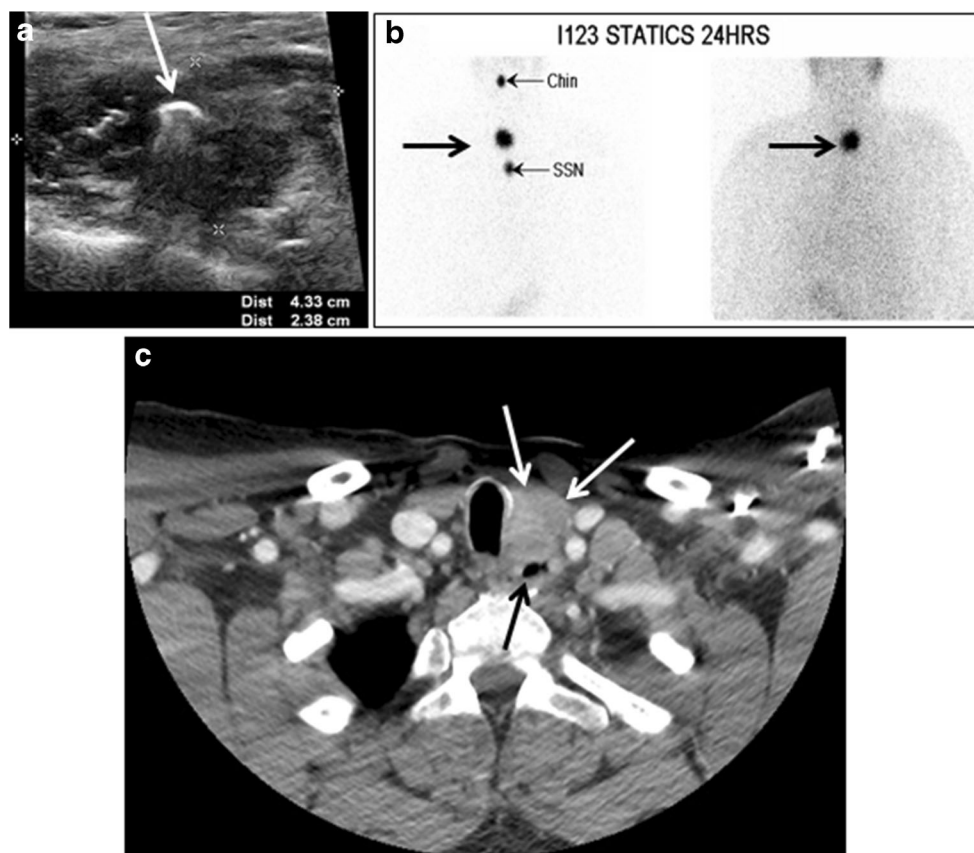 a
Dist 4.33 cm
Dist 2.38 cm
b
I123 STATICS 24HRS
Chin
SSN
c